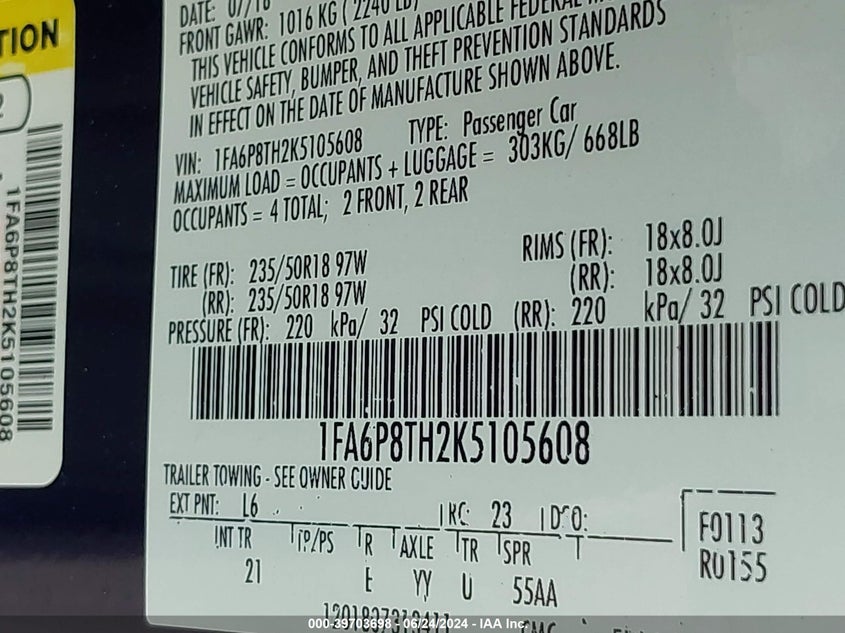 TION
1FA6P8TH2K5105608
DATE: 07/18
FRONT GAWR: 1016 KG ( 2240 LB)
THIS VEHICLE CONFORMS TO ALL APPLICABLE FEDERAL
VEHICLE SAFETY, BUMPER, AND THEFT PREVENTION STANDARDS
IN EFFECT ON THE DATE OF MANUFACTURE SHOWN ABOVE.
VIN: 1FA6P8TH2K5105608 TYPE: Passenger Car
MAXIMUM LOAD = OCCUPANTS + LUGGAGE = 303KG/ 668LB
OCCUPANTS = 4 TOTAL; 2 FRONT, 2 REAR
TIRE (FR): 235/50R18 97W RIMS (FR): 18x8.0J
(RR): 235/50R18 97W (RR): 18x8.0J
PRESSURE (FR): 220 kPa/ 32 PSI COLD (RR): 220 kPa/ 32 PSI COLD
1FA6P8TH2K5105608
TRAILER TOWING - SEE OWNER GUIDE
EXT PNT: L6 RC: 23 DSO:
INT TR TP/PS R AXLE TR SPR T
21 E YY U 55AA
F0113
R0155
000-39703698 - 06/24/2024 - IAA Inc.